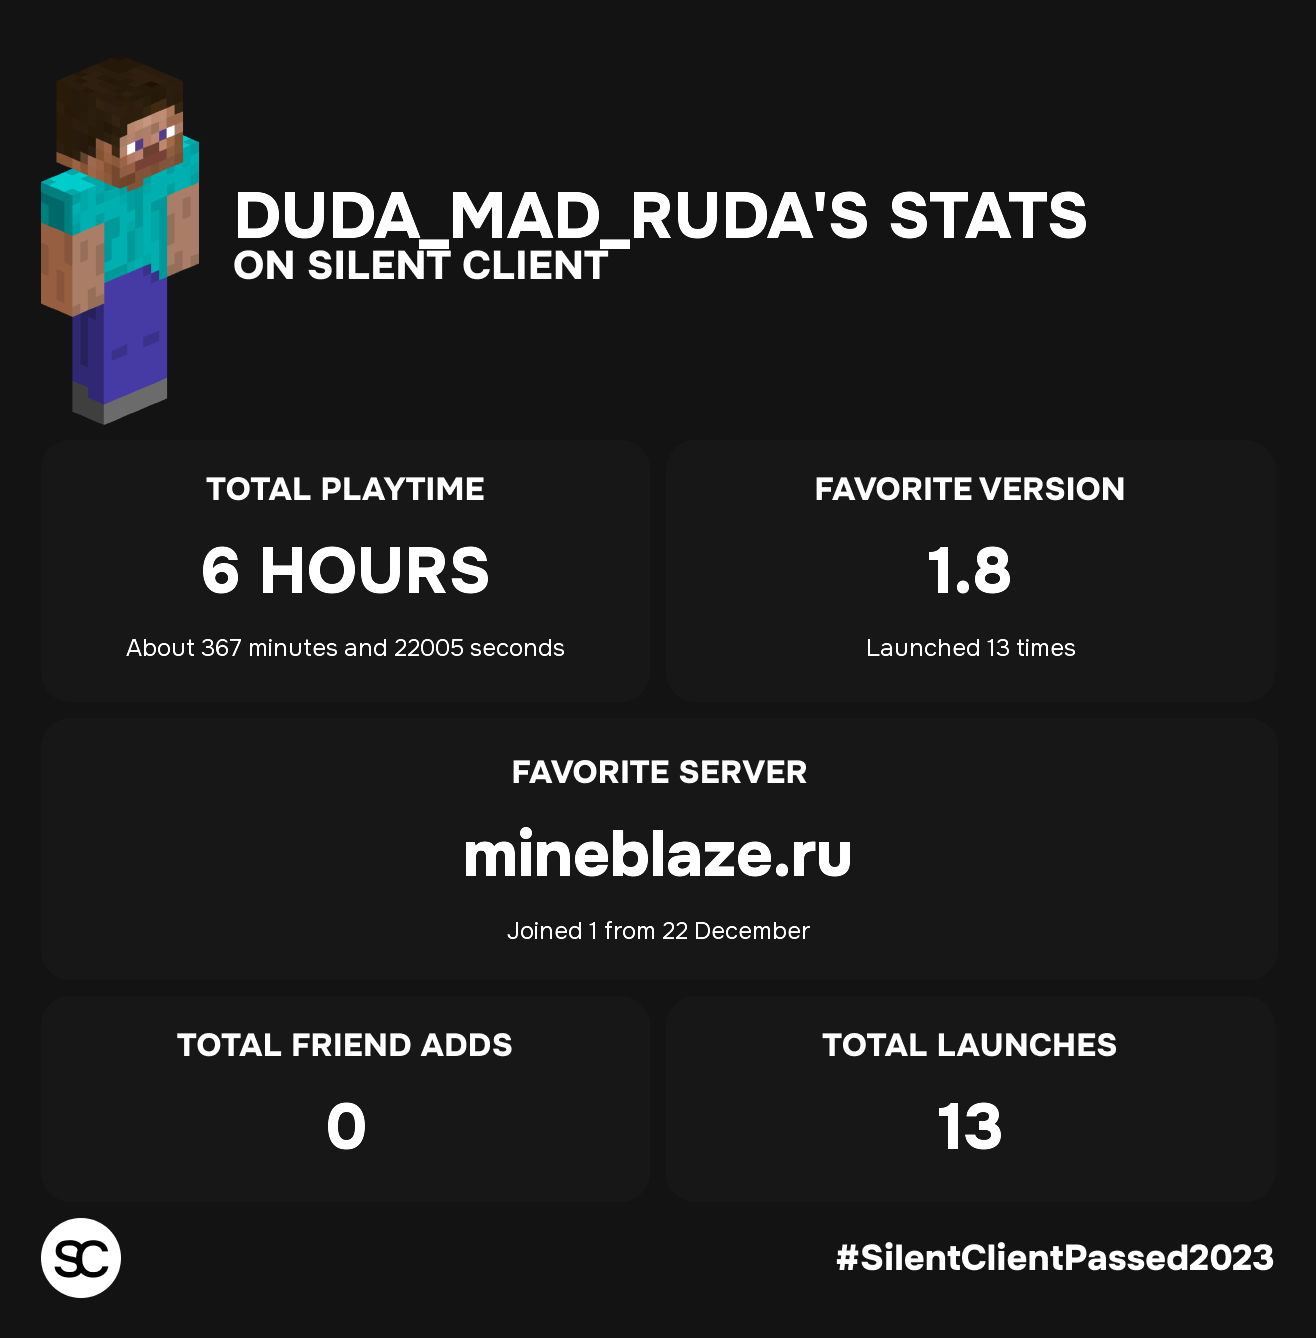 DUDA_MAD_RUDA'S STATS
ON SILENT CLIENT
TOTAL PLAYTIME
6 HOURS
About 367 minutes and 22005 seconds
FAVORITE VERSION
1.8
Launched 13 times
FAVORITE SERVER
mineblaze.ru
Joined 1 from 22 December
TOTAL FRIEND ADDS
0
TOTAL LAUNCHES
13
SC
#SilentClientPassed2023